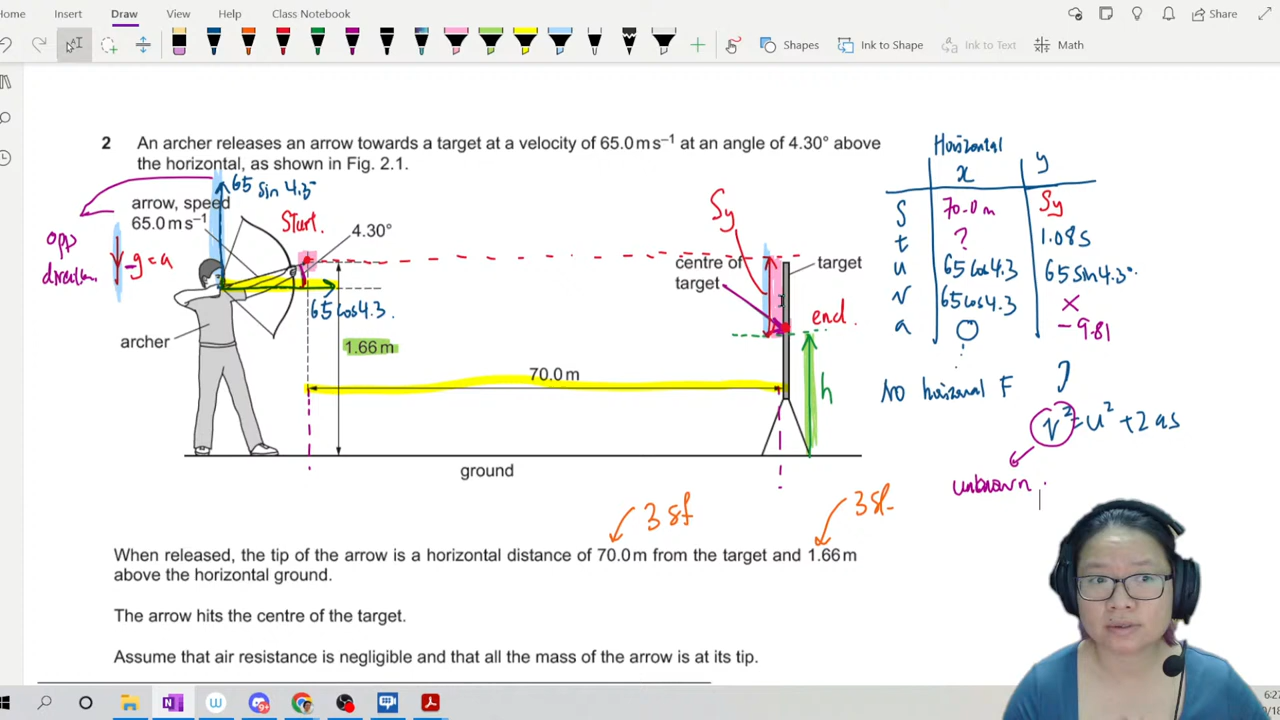 Home Insert Draw View Help Class Notebook Share
Shapes Ink to Shape Ink to Text Math
2 An archer releases an arrow towards a target at a velocity of 65.0 m s⁻¹ at an angle of 4.30° above
the horizontal, as shown in Fig. 2.1.
65 sin 4.3°
arrow, speed
65.0 m s⁻¹
Start.
4.30°
opp
direction
-g = a
65 cos 4.3.
archer
1.66 m
70.0 m
Sy
centre of
target
target
end.
h
ground
Horizontal
x y
S 70.0 m Sy
t ? 1.08s
u 65 cos 4.3 65 sin 4.3°
v 65 cos 4.3 x
a 0 -9.81
No horizontal F
?
v² = u² + 2as
unknown.
3 sf 3 sf.
When released, the tip of the arrow is a horizontal distance of 70.0 m from the target and 1.66 m
above the horizontal ground.
The arrow hits the centre of the target.
Assume that air resistance is negligible and that all the mass of the arrow is at its tip.